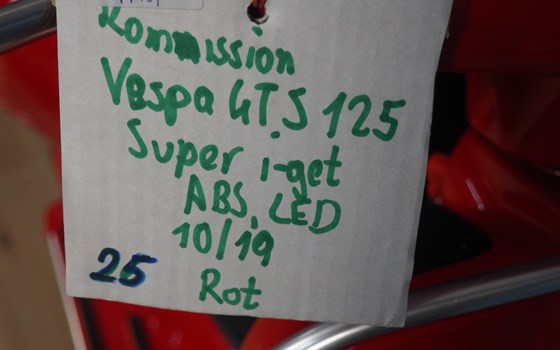 Kommission
Vespa GTS 125
Super i-get
ABS, LED
10/19
25
Rot